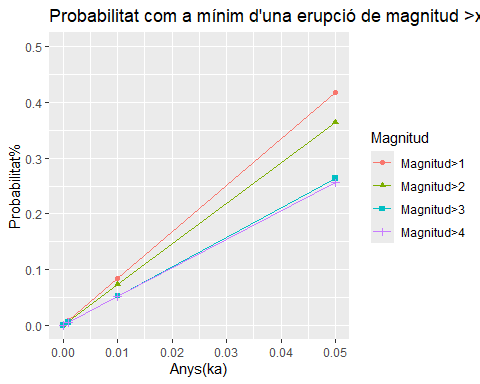 Probabilitat com a mínim d'una erupció de magnitud >x
Probabilitat%
0.5
0.4
0.3
0.2
0.1
0.0
0.00 0.01 0.02 0.03 0.04 0.05
Anys(ka)
Magnitud
Magnitud>1
Magnitud>2
Magnitud>3
Magnitud>4